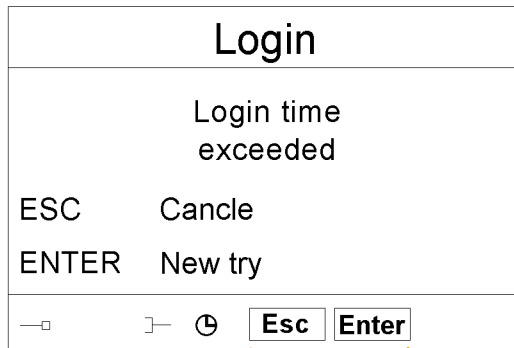 Login
Login time
exceeded
ESC Cancle
ENTER New try
Esc Enter